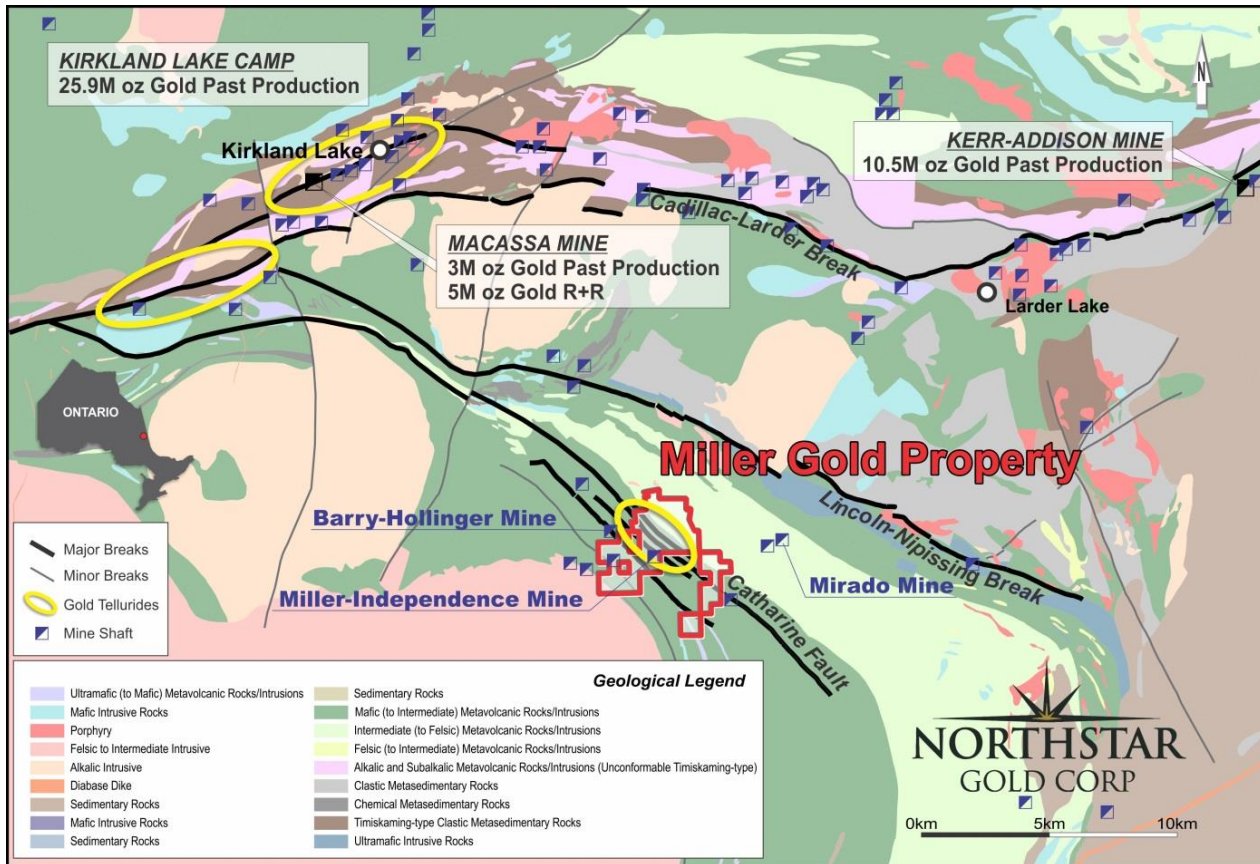 KIRKLAND LAKE CAMP
25.9M oz Gold Past Production
N
KERR-ADDISON MINE
10.5M oz Gold Past Production
Kirkland Lake
Cadillac-Larder Break
MACASSA MINE
3M oz Gold Past Production
5M oz Gold R+R
Larder Lake
ONTARIO
Miller Gold Property
Lincoln-Nipissing Break
Barry-Hollinger Mine
Miller-Independence Mine
Mirado Mine
Catharine Fault
Major Breaks
Minor Breaks
Gold Tellurides
Mine Shaft
Geological Legend
Ultramafic (to Mafic) Metavolcanic Rocks/Intrusions
Mafic Intrusive Rocks
Porphyry
Felsic to Intermediate Intrusive
Alkalic Intrusive
Diabase Dike
Sedimentary Rocks
Mafic Intrusive Rocks
Sedimentary Rocks
Sedimentary Rocks
Mafic (to Intermediate) Metavolcanic Rocks/Intrusions
Intermediate (to Felsic) Metavolcanic Rocks/Intrusions
Felsic (to Intermediate) Metavolcanic Rocks/Intrusions
Alkalic and Subalkalic Metavolcanic Rocks/Intrusions (Unconformable Timiskaming-type)
Clastic Metasedimentary Rocks
Chemical Metasedimentary Rocks
Timiskaming-type Clastic Metasedimentary Rocks
Ultramafic Intrusive Rocks
NORTHSTAR
GOLD CORP
0km 5km 10km